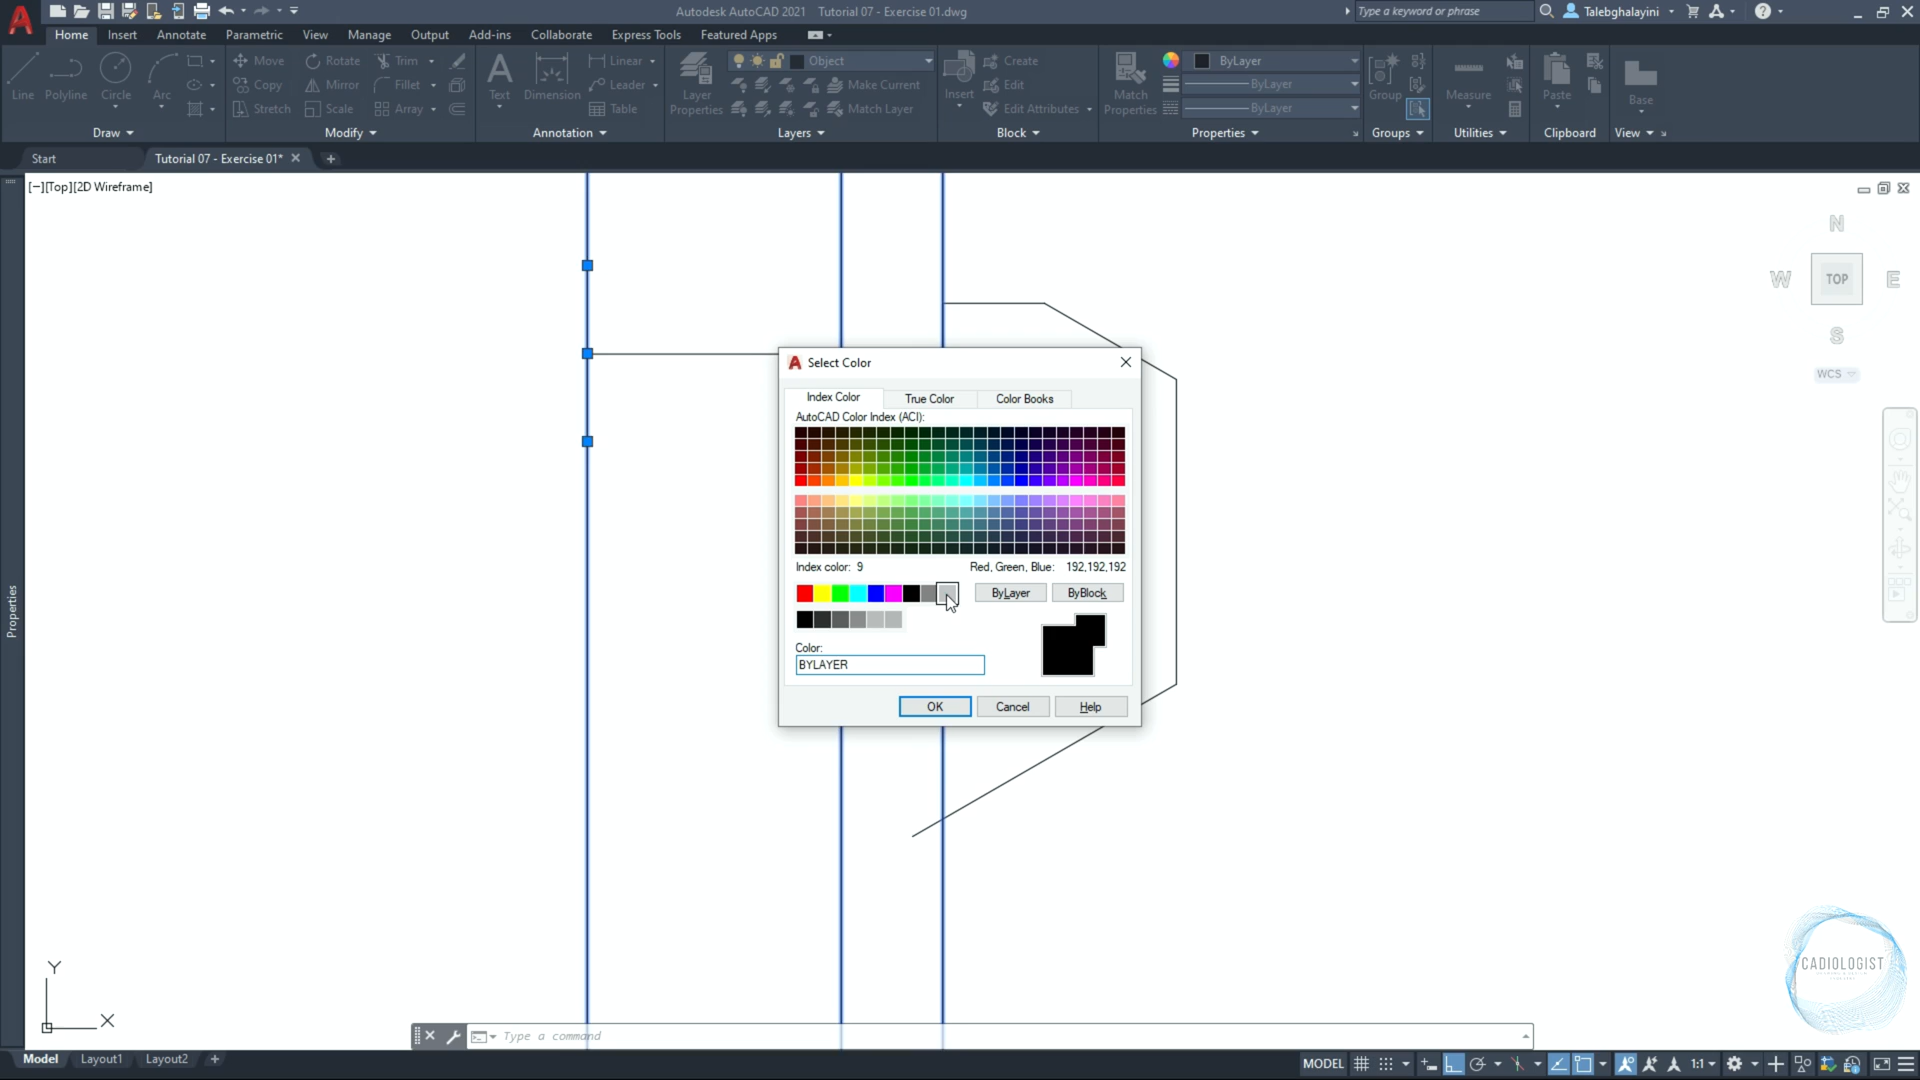 Autodesk AutoCAD 2021 Tutorial 07 - Exercise 01.dwg
Type a keyword or phrase
Talebghalayini
Home Insert Annotate Parametric View Manage Output Add-ins Collaborate Express Tools Featured Apps
Line Polyline Circle Arc
Draw
Move Rotate Trim
Copy Mirror Fillet
Stretch Scale Array
Modify
Text Dimension
Linear
Leader
Table
Annotation
Layer Properties
Object
Make Current
Match Layer
Layers
Insert
Create
Edit
Edit Attributes
Block
Match Properties
ByLayer
ByLayer
ByLayer
Properties
Group
Groups
Measure
Utilities
Paste
Clipboard
Base
View
Start
Tutorial 07 - Exercise 01*
[−][Top][2D Wireframe]
N
W TOP E
S
WCS
Properties
Select Color
Index Color True Color Color Books
AutoCAD Color Index (ACI):
Index color: 9 Red, Green, Blue: 192,192,192
ByLayer ByBlock
Color:
BYLAYER
OK Cancel Help
CADIOLOGIST
Y
X
Type a command
Model Layout1 Layout2
MODEL 1:1